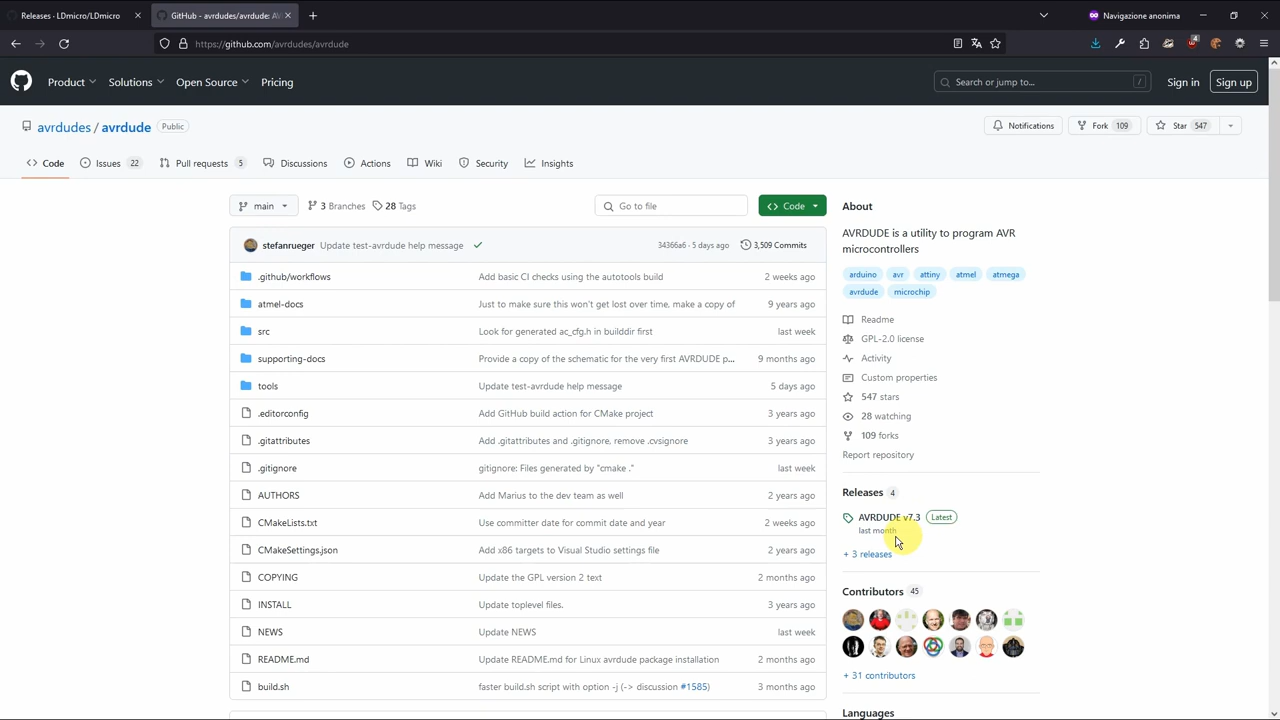 Releases · LDmicro/LDmicro
GitHub - avrdudes/avrdude: AV
Navigazione anonima
https://github.com/avrdudes/avrdude
4
Product
Solutions
Open Source
Pricing
Search or jump to...
/
Sign in
Sign up
avrdudes / avrdude
Public
Notifications
Fork 109
Star 547
Code
Issues 22
Pull requests 5
Discussions
Actions
Wiki
Security
Insights
main
3 Branches
28 Tags
Go to file
Code
stefanrueger Update test-avrdude help message
34366a6 · 5 days ago
3,509 Commits
.github/workflows Add basic CI checks using the autotools build 2 weeks ago
atmel-docs Just to make sure this won't get lost over time, make a copy of 9 years ago
src Look for generated ac_cfg.h in builddir first last week
supporting-docs Provide a copy of the schematic for the very first AVRDUDE p... 9 months ago
tools Update test-avrdude help message 5 days ago
.editorconfig Add GitHub build action for CMake project 3 years ago
.gitattributes Add .gitattributes and .gitignore, remove .cvsignore 3 years ago
.gitignore gitignore: Files generated by "cmake ." last week
AUTHORS Add Marius to the dev team as well 2 years ago
CMakeLists.txt Use committer date for commit date and year 2 weeks ago
CMakeSettings.json Add x86 targets to Visual Studio settings file 2 years ago
COPYING Update the GPL version 2 text 2 months ago
INSTALL Update toplevel files. 3 years ago
NEWS Update NEWS last week
README.md Update README.md for Linux avrdude package installation 2 months ago
build.sh faster build.sh script with option -j (-> discussion #1585) 3 months ago
About
AVRDUDE is a utility to program AVR
microcontrollers
arduino avr attiny atmel atmega
avrdude microchip
Readme
GPL-2.0 license
Activity
Custom properties
547 stars
28 watching
109 forks
Report repository
Releases 4
AVRDUDE v7.3 Latest
last month
+ 3 releases
Contributors 45
+ 31 contributors
Languages